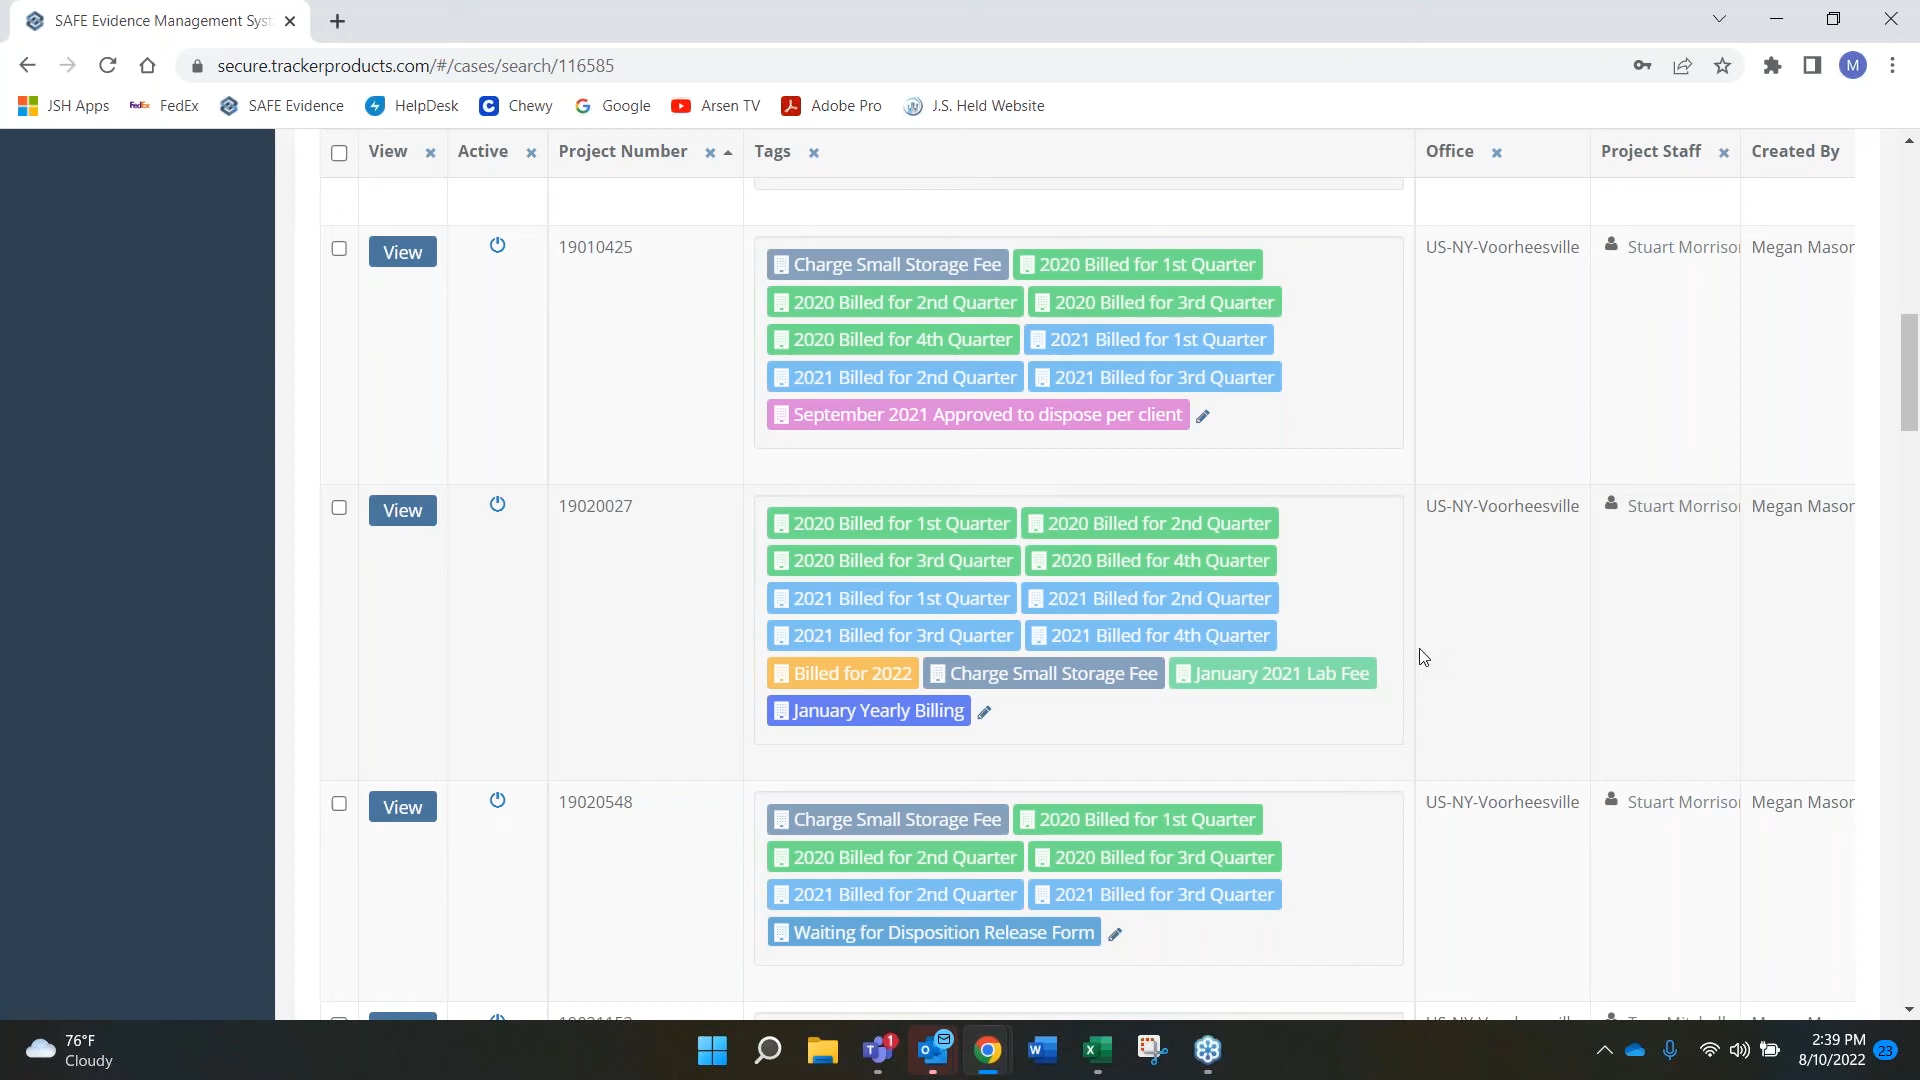 SAFE Evidence Management Syst
secure.trackerproducts.com/#/cases/search/116585
M
JSH Apps FedEx FedEx SAFE Evidence HelpDesk C Chewy G Google Arsen TV Adobe Pro J.S. Held Website
View Active Project Number Tags Office Project Staff Created By
View 19010425 US-NY-Voorheesville Stuart Morrison Megan Mason
Charge Small Storage Fee 2020 Billed for 1st Quarter
2020 Billed for 2nd Quarter 2020 Billed for 3rd Quarter
2020 Billed for 4th Quarter 2021 Billed for 1st Quarter
2021 Billed for 2nd Quarter 2021 Billed for 3rd Quarter
September 2021 Approved to dispose per client
View 19020027 US-NY-Voorheesville Stuart Morrison Megan Mason
2020 Billed for 1st Quarter 2020 Billed for 2nd Quarter
2020 Billed for 3rd Quarter 2020 Billed for 4th Quarter
2021 Billed for 1st Quarter 2021 Billed for 2nd Quarter
2021 Billed for 3rd Quarter 2021 Billed for 4th Quarter
Billed for 2022 Charge Small Storage Fee January 2021 Lab Fee
January Yearly Billing
View 19020548 US-NY-Voorheesville Stuart Morrison Megan Mason
Charge Small Storage Fee 2020 Billed for 1st Quarter
2020 Billed for 2nd Quarter 2020 Billed for 3rd Quarter
2021 Billed for 2nd Quarter 2021 Billed for 3rd Quarter
Waiting for Disposition Release Form
76°F
Cloudy
1
2:39 PM
8/10/2022 23